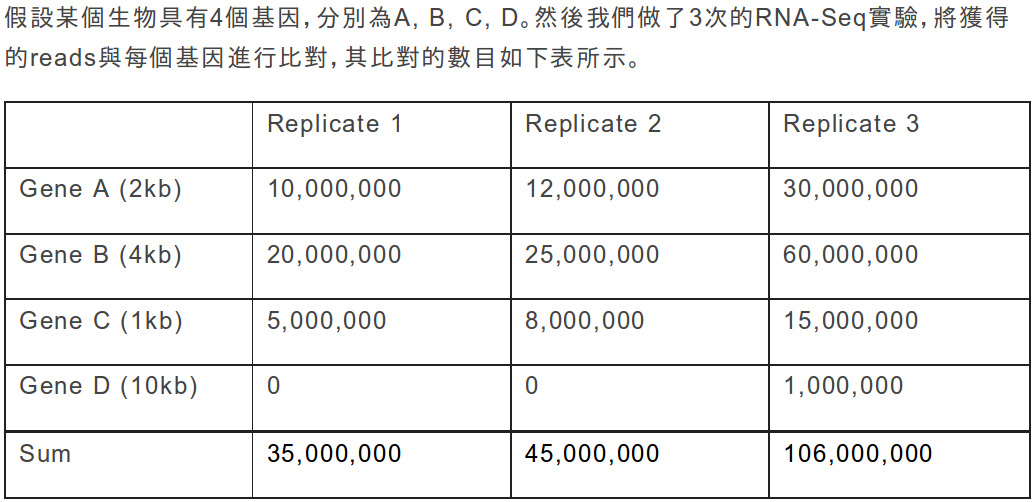 假設某個生物具有4個基因，分別為A, B, C, D。然後我們做了3次的RNA-Seq實驗，將獲得
的reads與每個基因進行比對，其比對的數目如下表所示。
Replicate 1 Replicate 2 Replicate 3
Gene A (2kb) 10,000,000 12,000,000 30,000,000
Gene B (4kb) 20,000,000 25,000,000 60,000,000
Gene C (1kb) 5,000,000 8,000,000 15,000,000
Gene D (10kb) 0 0 1,000,000
Sum 35,000,000 45,000,000 106,000,000